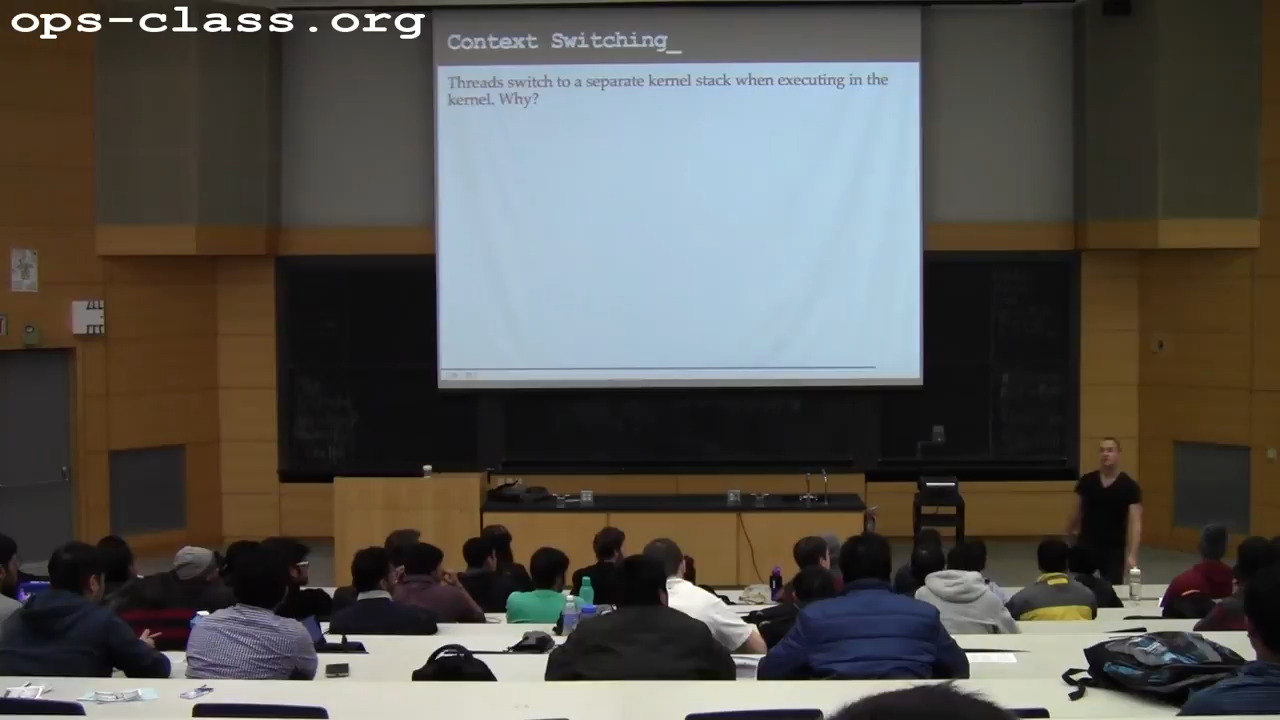 ops-class.org
Context Switching_
Threads switch to a separate kernel stack when executing in the
kernel. Why?